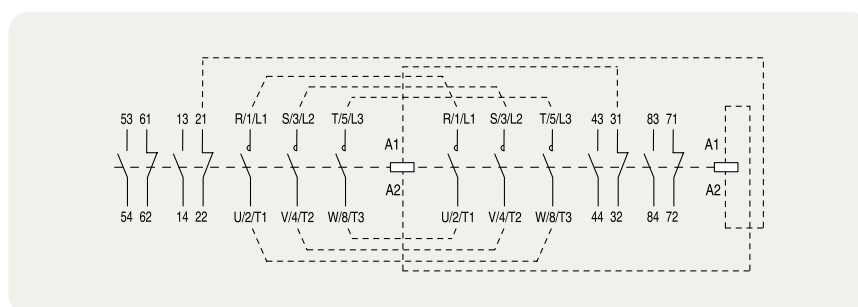 53 61 13 21 R/1/L1 S/3/L2 T/5/L3 R/1/L1 S/3/L2 T/5/L3 43 31 83 71
A1 A1
A2 A2
54 62 14 22 U/2/T1 V/4/T2 W/8/T3 U/2/T1 V/4/T2 W/8/T3 44 32 84 72